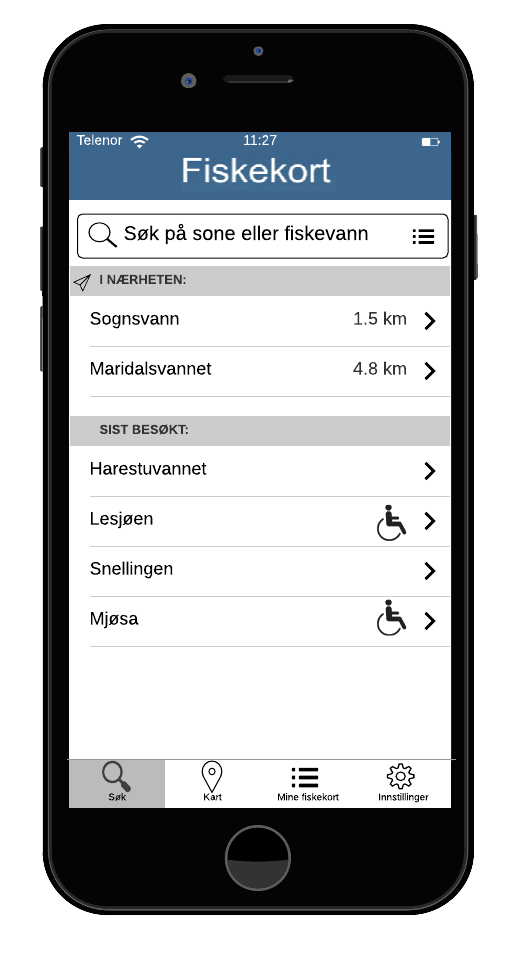 Telenor 11:27
Fiskekort
Søk på sone eller fiskevann
I NÆRHETEN:
Sognsvann 1.5 km
Maridalsvannet 4.8 km
SIST BESØKT:
Harestuvannet
Lesjøen
Snellingen
Mjøsa
Søk Kart Mine fiskekort Innstillinger